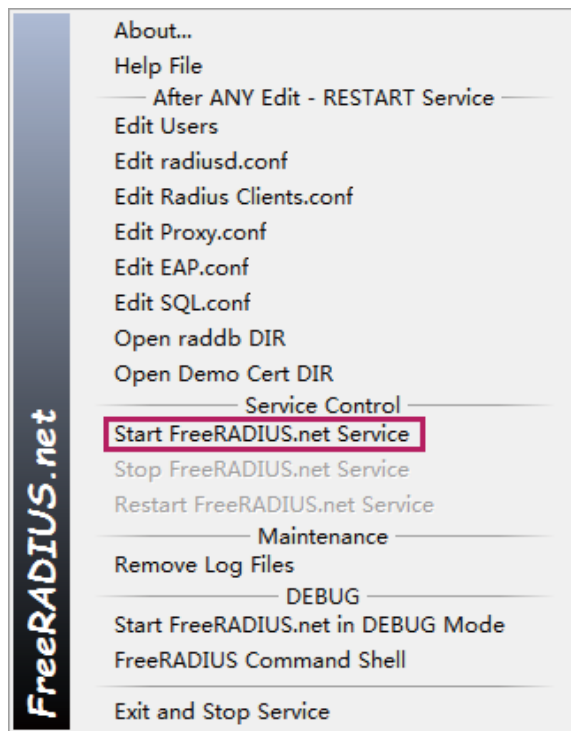 About...
Help File
After ANY Edit - RESTART Service
Edit Users
Edit radiusd.conf
Edit Radius Clients.conf
Edit Proxy.conf
Edit EAP.conf
Edit SQL.conf
Open raddb DIR
Open Demo Cert DIR
Service Control
Start FreeRADIUS.net Service
Stop FreeRADIUS.net Service
Restart FreeRADIUS.net Service
Maintenance
Remove Log Files
DEBUG
Start FreeRADIUS.net in DEBUG Mode
FreeRADIUS Command Shell
Exit and Stop Service
FreeRADIUS.net